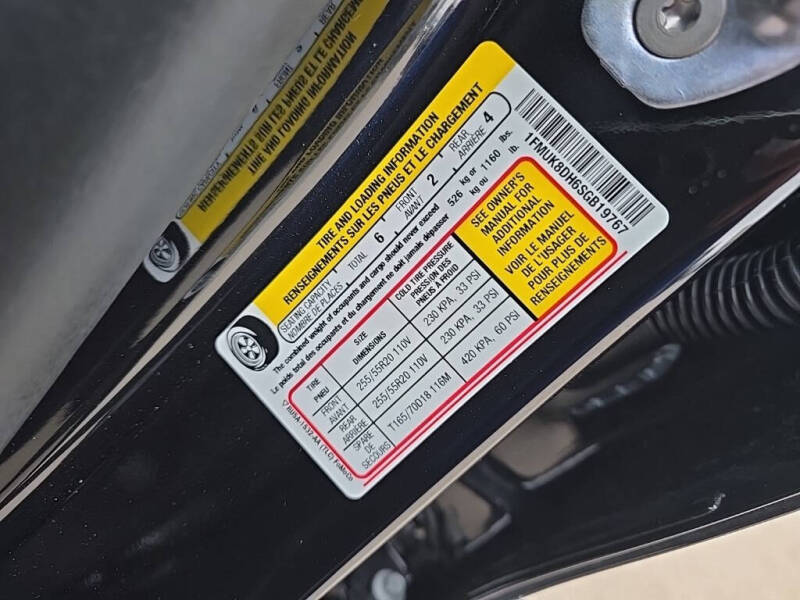 TIRE AND LOADING INFORMATION
RENSEIGNEMENTS SUR LES PNEUS ET LE CHARGEMENT
SEATING CAPACITY
NOMBRE DE PLACES
TOTAL 6
FRONT
AVANT 2
REAR
ARRIÈRE 4
The combined weight of occupants and cargo should never exceed 526 kg or 1160 lbs.
Le poids total des occupants et du chargement ne doit jamais dépasser kg ou lb.
TIRE
PNEU
SIZE
DIMENSIONS
COLD TIRE PRESSURE
PRESSION DES
PNEUS A FROID
FRONT
AVANT
255/55R20 110V
230 KPA, 33 PSI
REAR
ARRIÈRE
255/55R20 110V
230 KPA, 33 PSI
SPARE
DE
SECOURS
T165/70D18 116M
420 KPA, 60 PSI
SEE OWNER'S
MANUAL FOR
ADDITIONAL
INFORMATION
VOIR LE MANUEL
DE L'USAGER
POUR PLUS DE
RENSEIGNEMENTS
1FMUK8DH6SGB19767